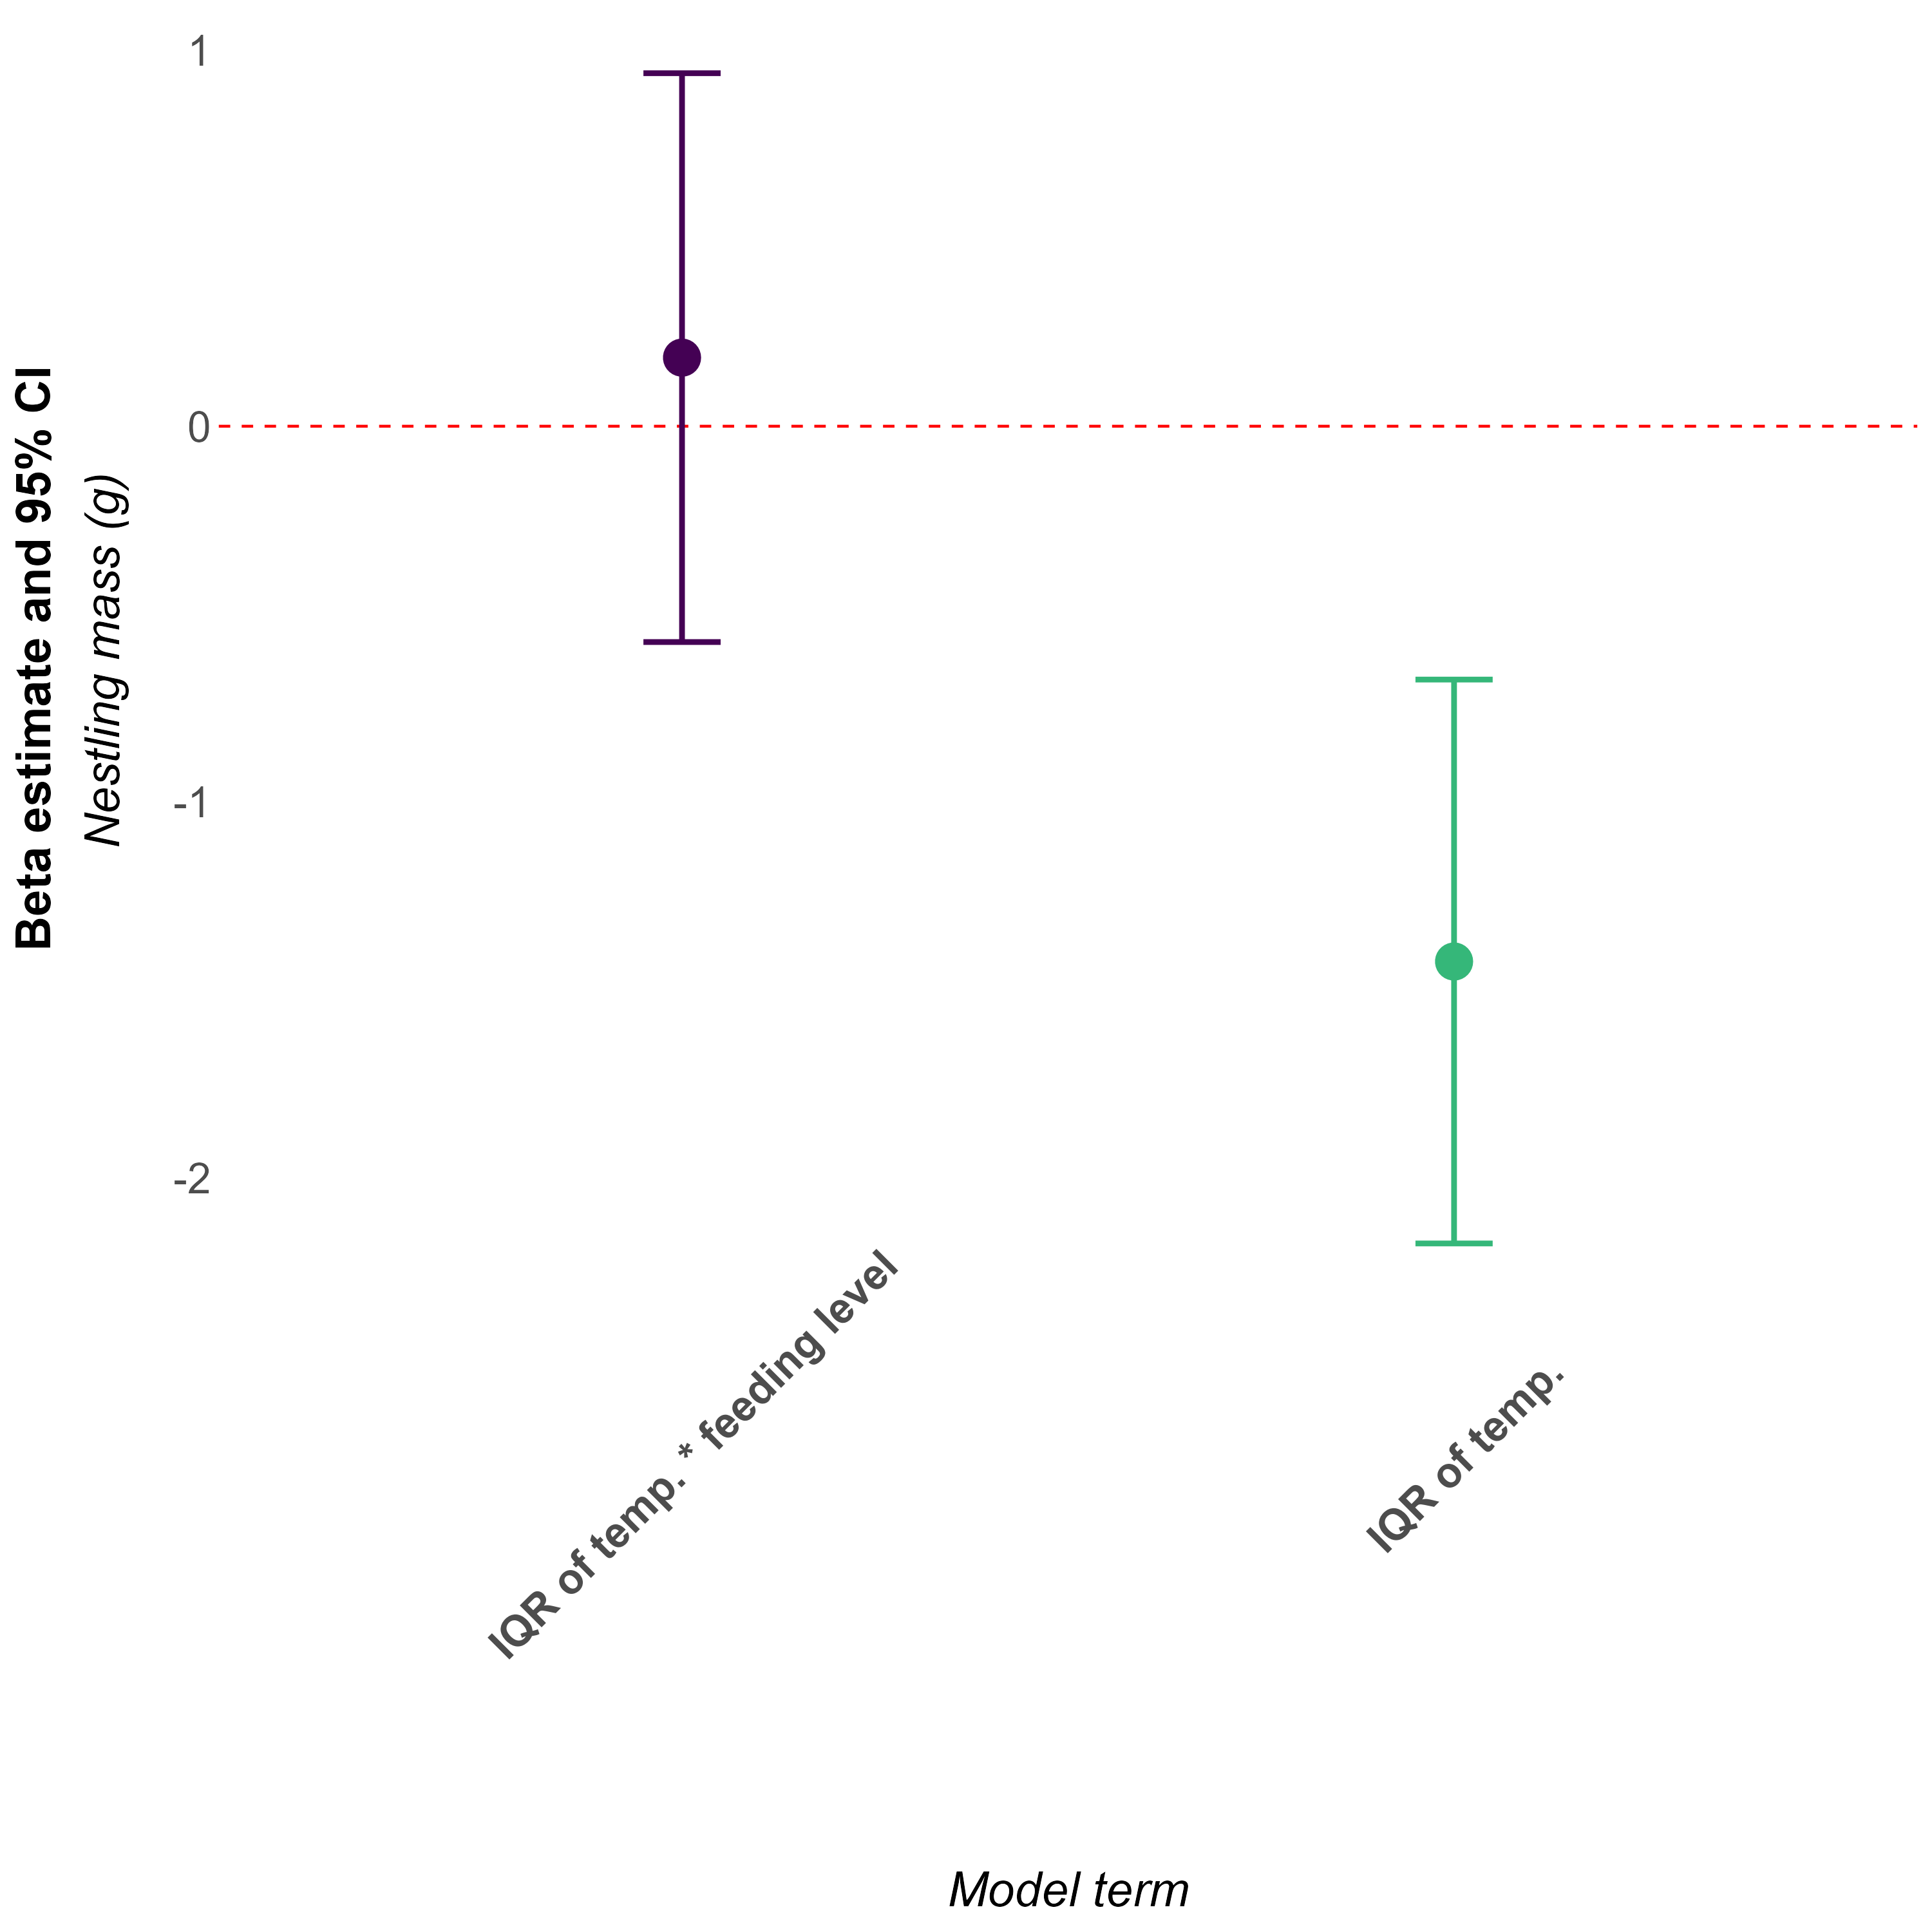 Beta estimate and 95% CI
Nestling mass (g)
1
0
-1
-2
IQR of temp. * feeding level
IQR of temp.
Model term